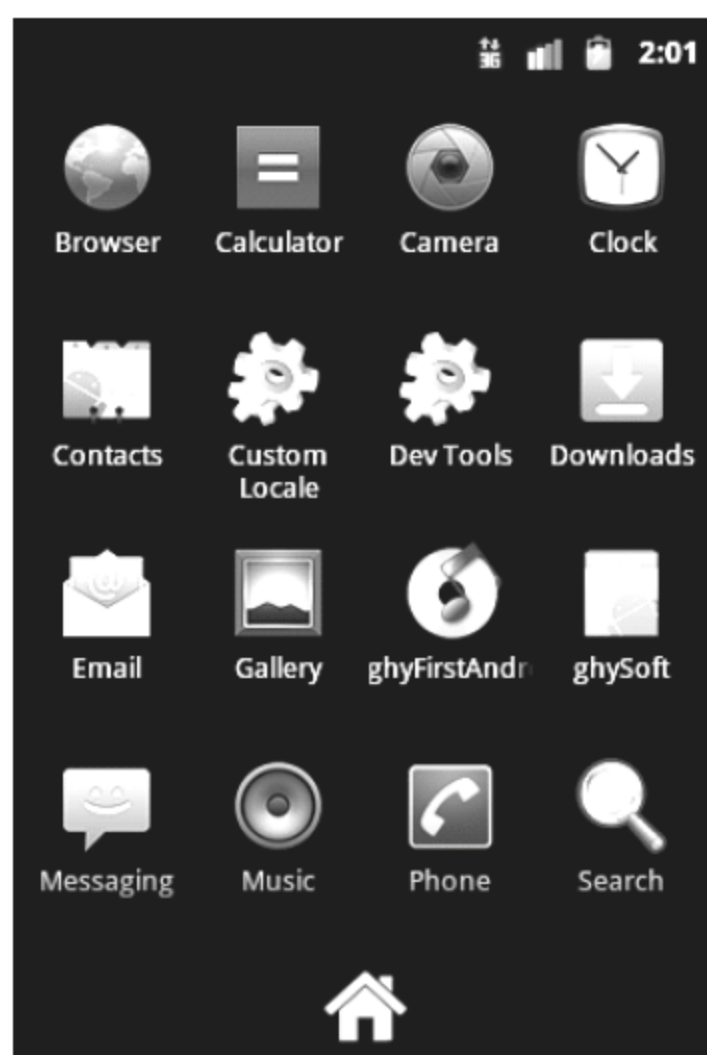 3G 2:01
Browser Calculator Camera Clock
Contacts Custom Locale Dev Tools Downloads
Email Gallery ghyFirstAndr ghySoft
Messaging Music Phone Search